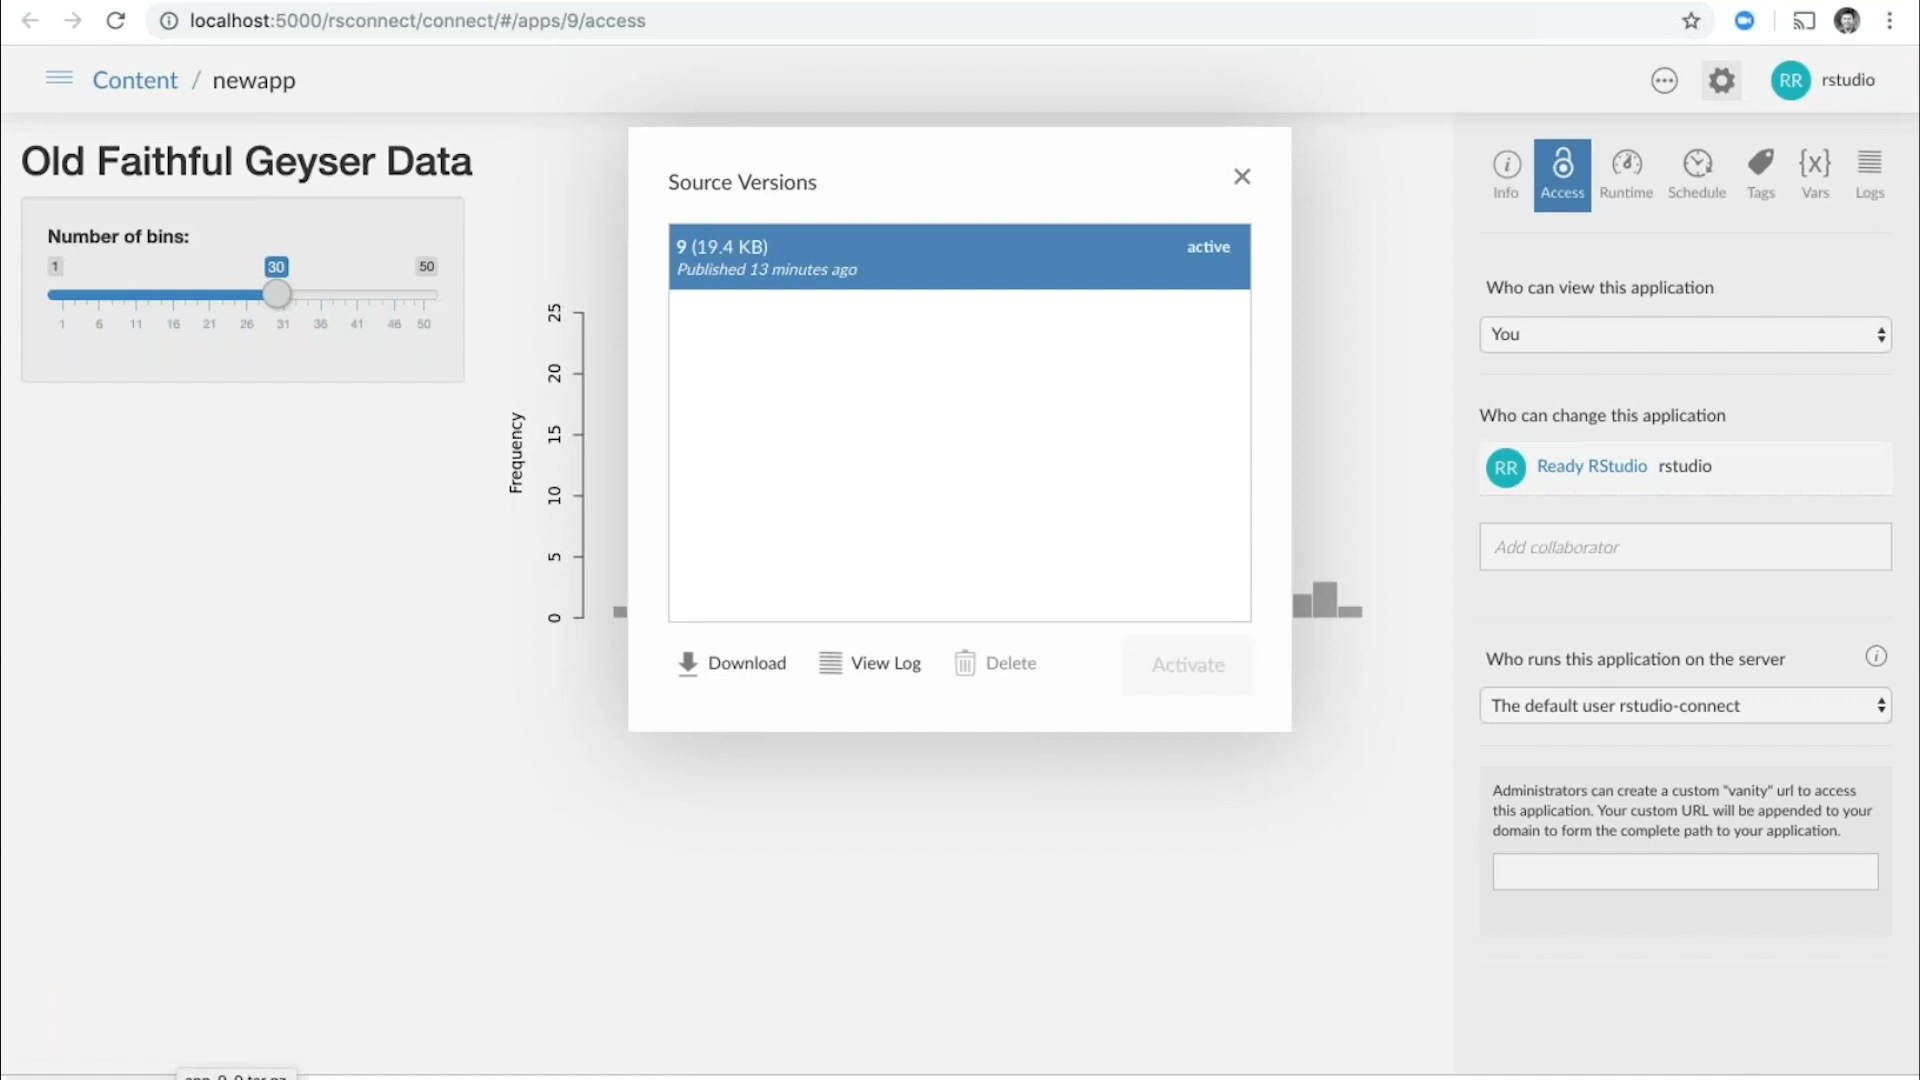 localhost:5000/rsconnect/connect/#/apps/9/access
Content / newapp
RR rstudio
Old Faithful Geyser Data
Number of bins:
1 30 50
1 6 11 16 21 26 31 36 41 46 50
Frequency
0 5 10 15 20 25
Source Versions
9 (19.4 KB) active
Published 13 minutes ago
Download View Log Delete Activate
Info Access Runtime Schedule Tags Vars Logs
Who can view this application
You
Who can change this application
RR Ready RStudio rstudio
Add collaborator
Who runs this application on the server
The default user rstudio-connect
Administrators can create a custom "vanity" url to access
this application. Your custom URL will be appended to your
domain to form the complete path to your application.